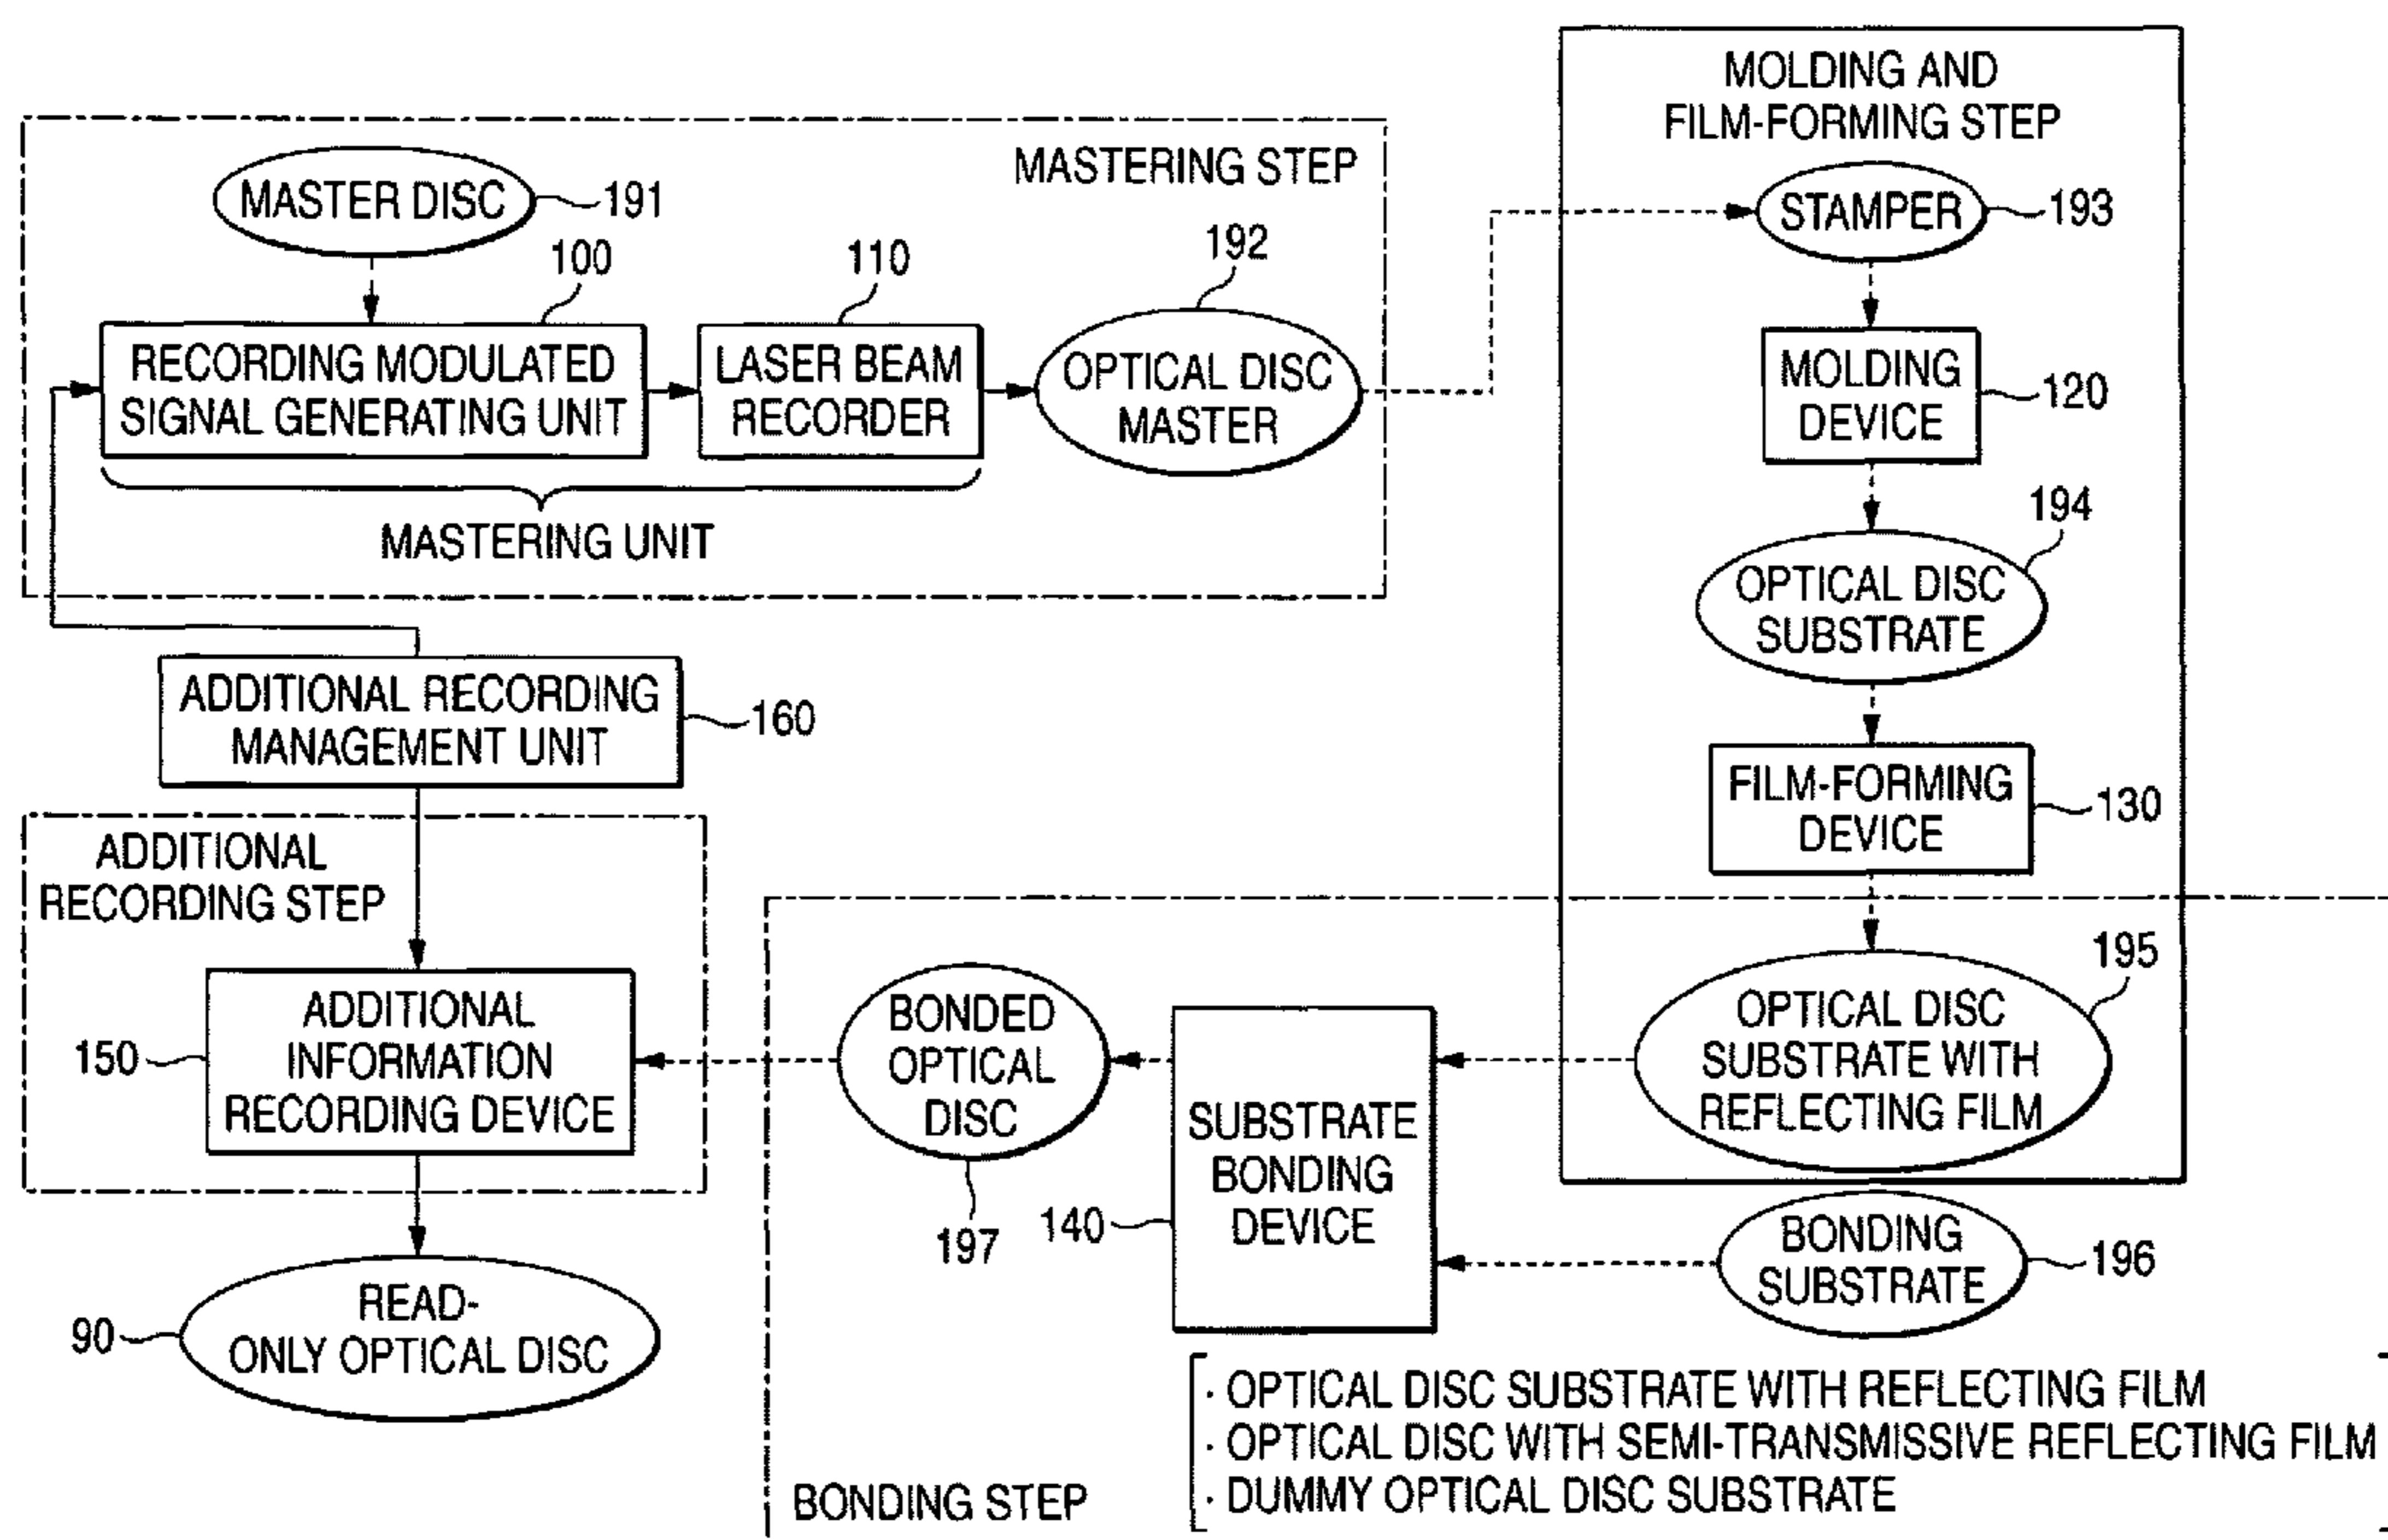 MOLDING AND
FILM-FORMING STEP
MASTERING STEP
MASTER DISC
191
STAMPER
193
100
110
192
RECORDING MODULATED
SIGNAL GENERATING UNIT
LASER BEAM
RECORDER
OPTICAL DISC
MASTER
MOLDING
DEVICE
120
MASTERING UNIT
194
OPTICAL DISC
SUBSTRATE
ADDITIONAL RECORDING
MANAGEMENT UNIT
160
FILM-FORMING
DEVICE
130
ADDITIONAL
RECORDING STEP
195
ADDITIONAL
INFORMATION
RECORDING DEVICE
150
BONDED
OPTICAL
DISC
197
SUBSTRATE
BONDING
DEVICE
140
OPTICAL DISC
SUBSTRATE WITH
REFLECTING FILM
BONDING
SUBSTRATE
196
READ-
ONLY OPTICAL DISC
90
· OPTICAL DISC SUBSTRATE WITH REFLECTING FILM
· OPTICAL DISC WITH SEMI-TRANSMISSIVE REFLECTING FILM
· DUMMY OPTICAL DISC SUBSTRATE
BONDING STEP